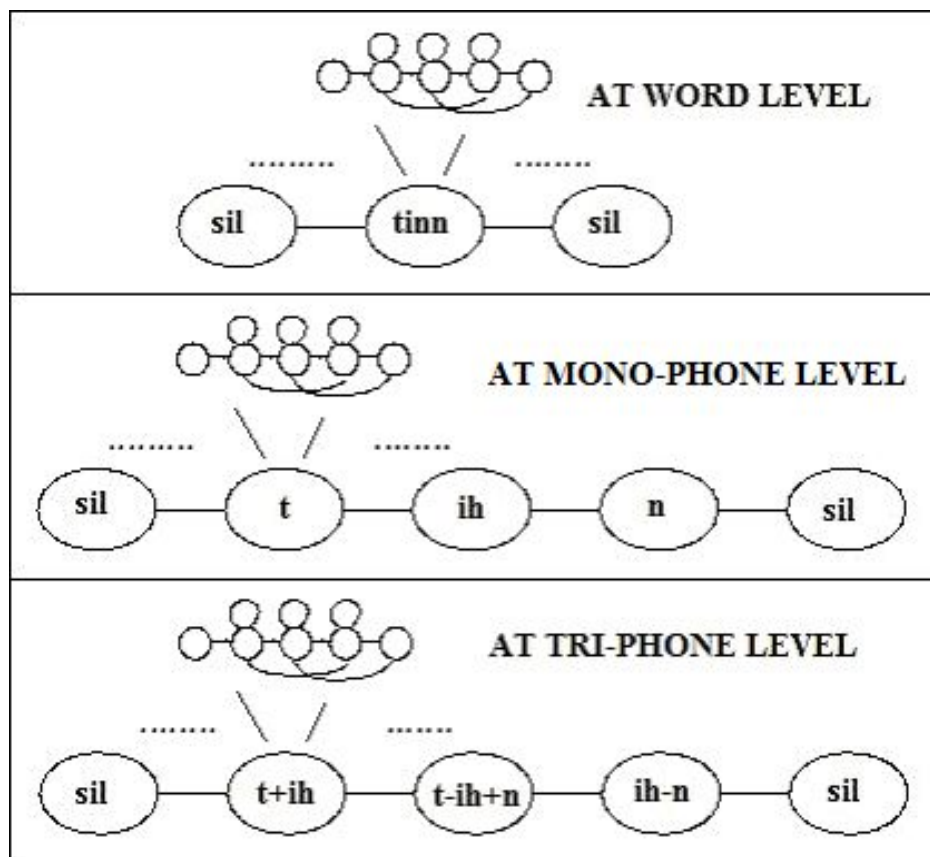 AT WORD LEVEL
sil tinn sil
AT MONO-PHONE LEVEL
sil t ih n sil
AT TRI-PHONE LEVEL
sil t+ih t-ih+n ih-n sil